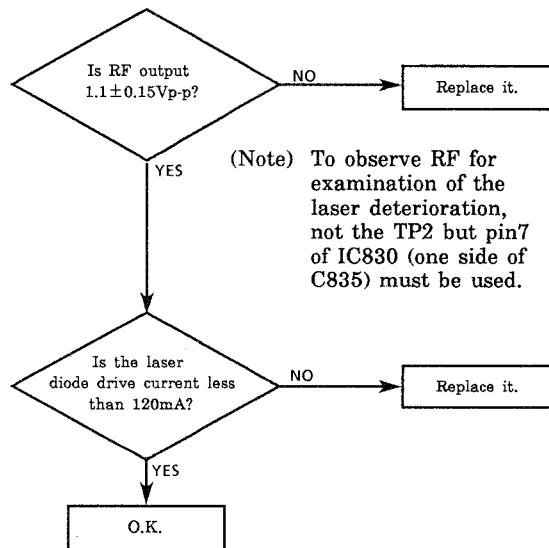 Is RF output
1.1±0.15Vp-p?
NO
Replace it.
YES
(Note) To observe RF for
examination of the
laser deterioration,
not the TP2 but pin7
of IC830 (one side of
C835) must be used.
Is the laser
diode drive current less
than 120mA?
NO
Replace it.
YES
O.K.